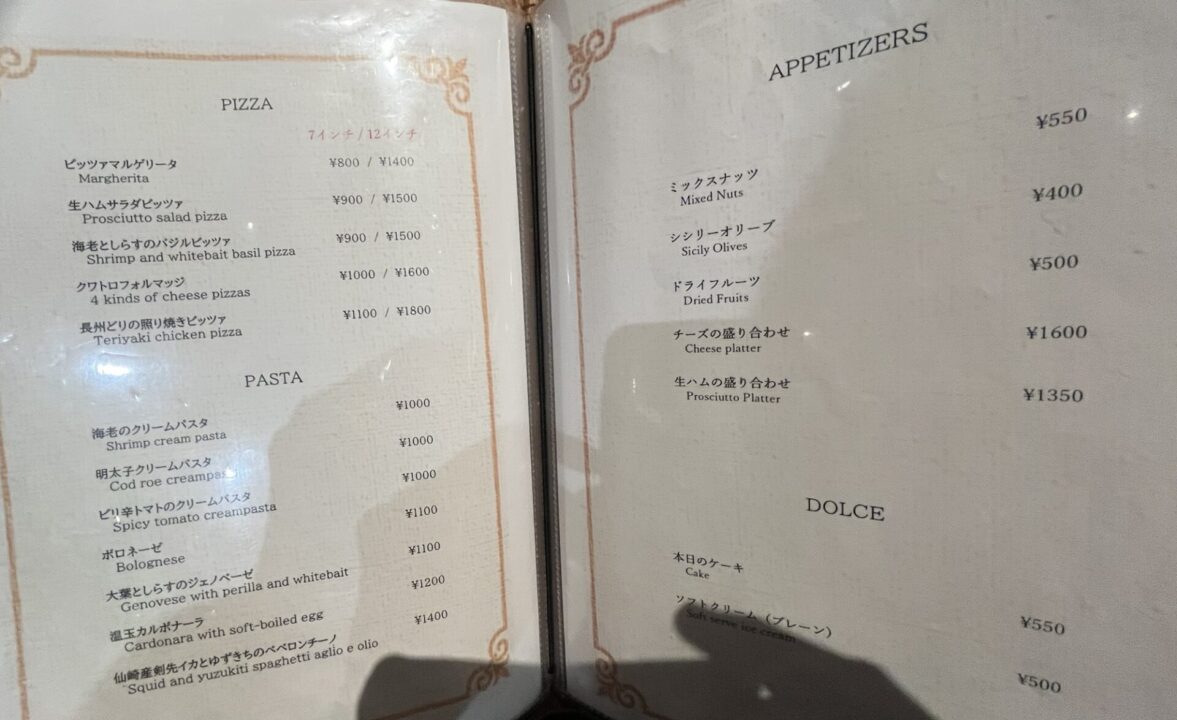 PIZZA
7インチ / 12インチ
ピッツァマルゲリータ ¥800 / ¥1400
Margherita
生ハムサラダピッツァ ¥900 / ¥1500
Prosciutto salad pizza
海老としらすのバジルピッツァ ¥900 / ¥1500
Shrimp and whitebait basil pizza
クワトロフォルマッジ ¥1000 / ¥1600
4 kinds of cheese pizzas
長州どりの照り焼きピッツァ ¥1100 / ¥1800
Teriyaki chicken pizza
PASTA
海老のクリームパスタ ¥1000
Shrimp cream pasta
明太子クリームパスタ ¥1000
Cod roe creampas
ピリ辛トマトのクリームパスタ ¥1000
Spicy tomato creampasta
ボロネーゼ ¥1100
Bolognese
大葉としらすのジェノベーゼ ¥1100
Genovese with perilla and whitebait
温玉カルボナーラ ¥1200
Cardonara with soft-boiled egg
仙崎産剣先イカとゆずきちのペペロンチーノ ¥1400
Squid and yuzukiti spaghetti aglio e olio
APPETIZERS
ミックスナッツ ¥550
Mixed Nuts
シシリーオリーブ ¥400
Sicily Olives
ドライフルーツ ¥500
Dried Fruits
チーズの盛り合わせ ¥1600
Cheese platter
生ハムの盛り合わせ ¥1350
Prosciutto Platter
DOLCE
本日のケーキ ¥550
Cake
ソフトクリーム（プレーン） ¥500
Soft serve ice cream